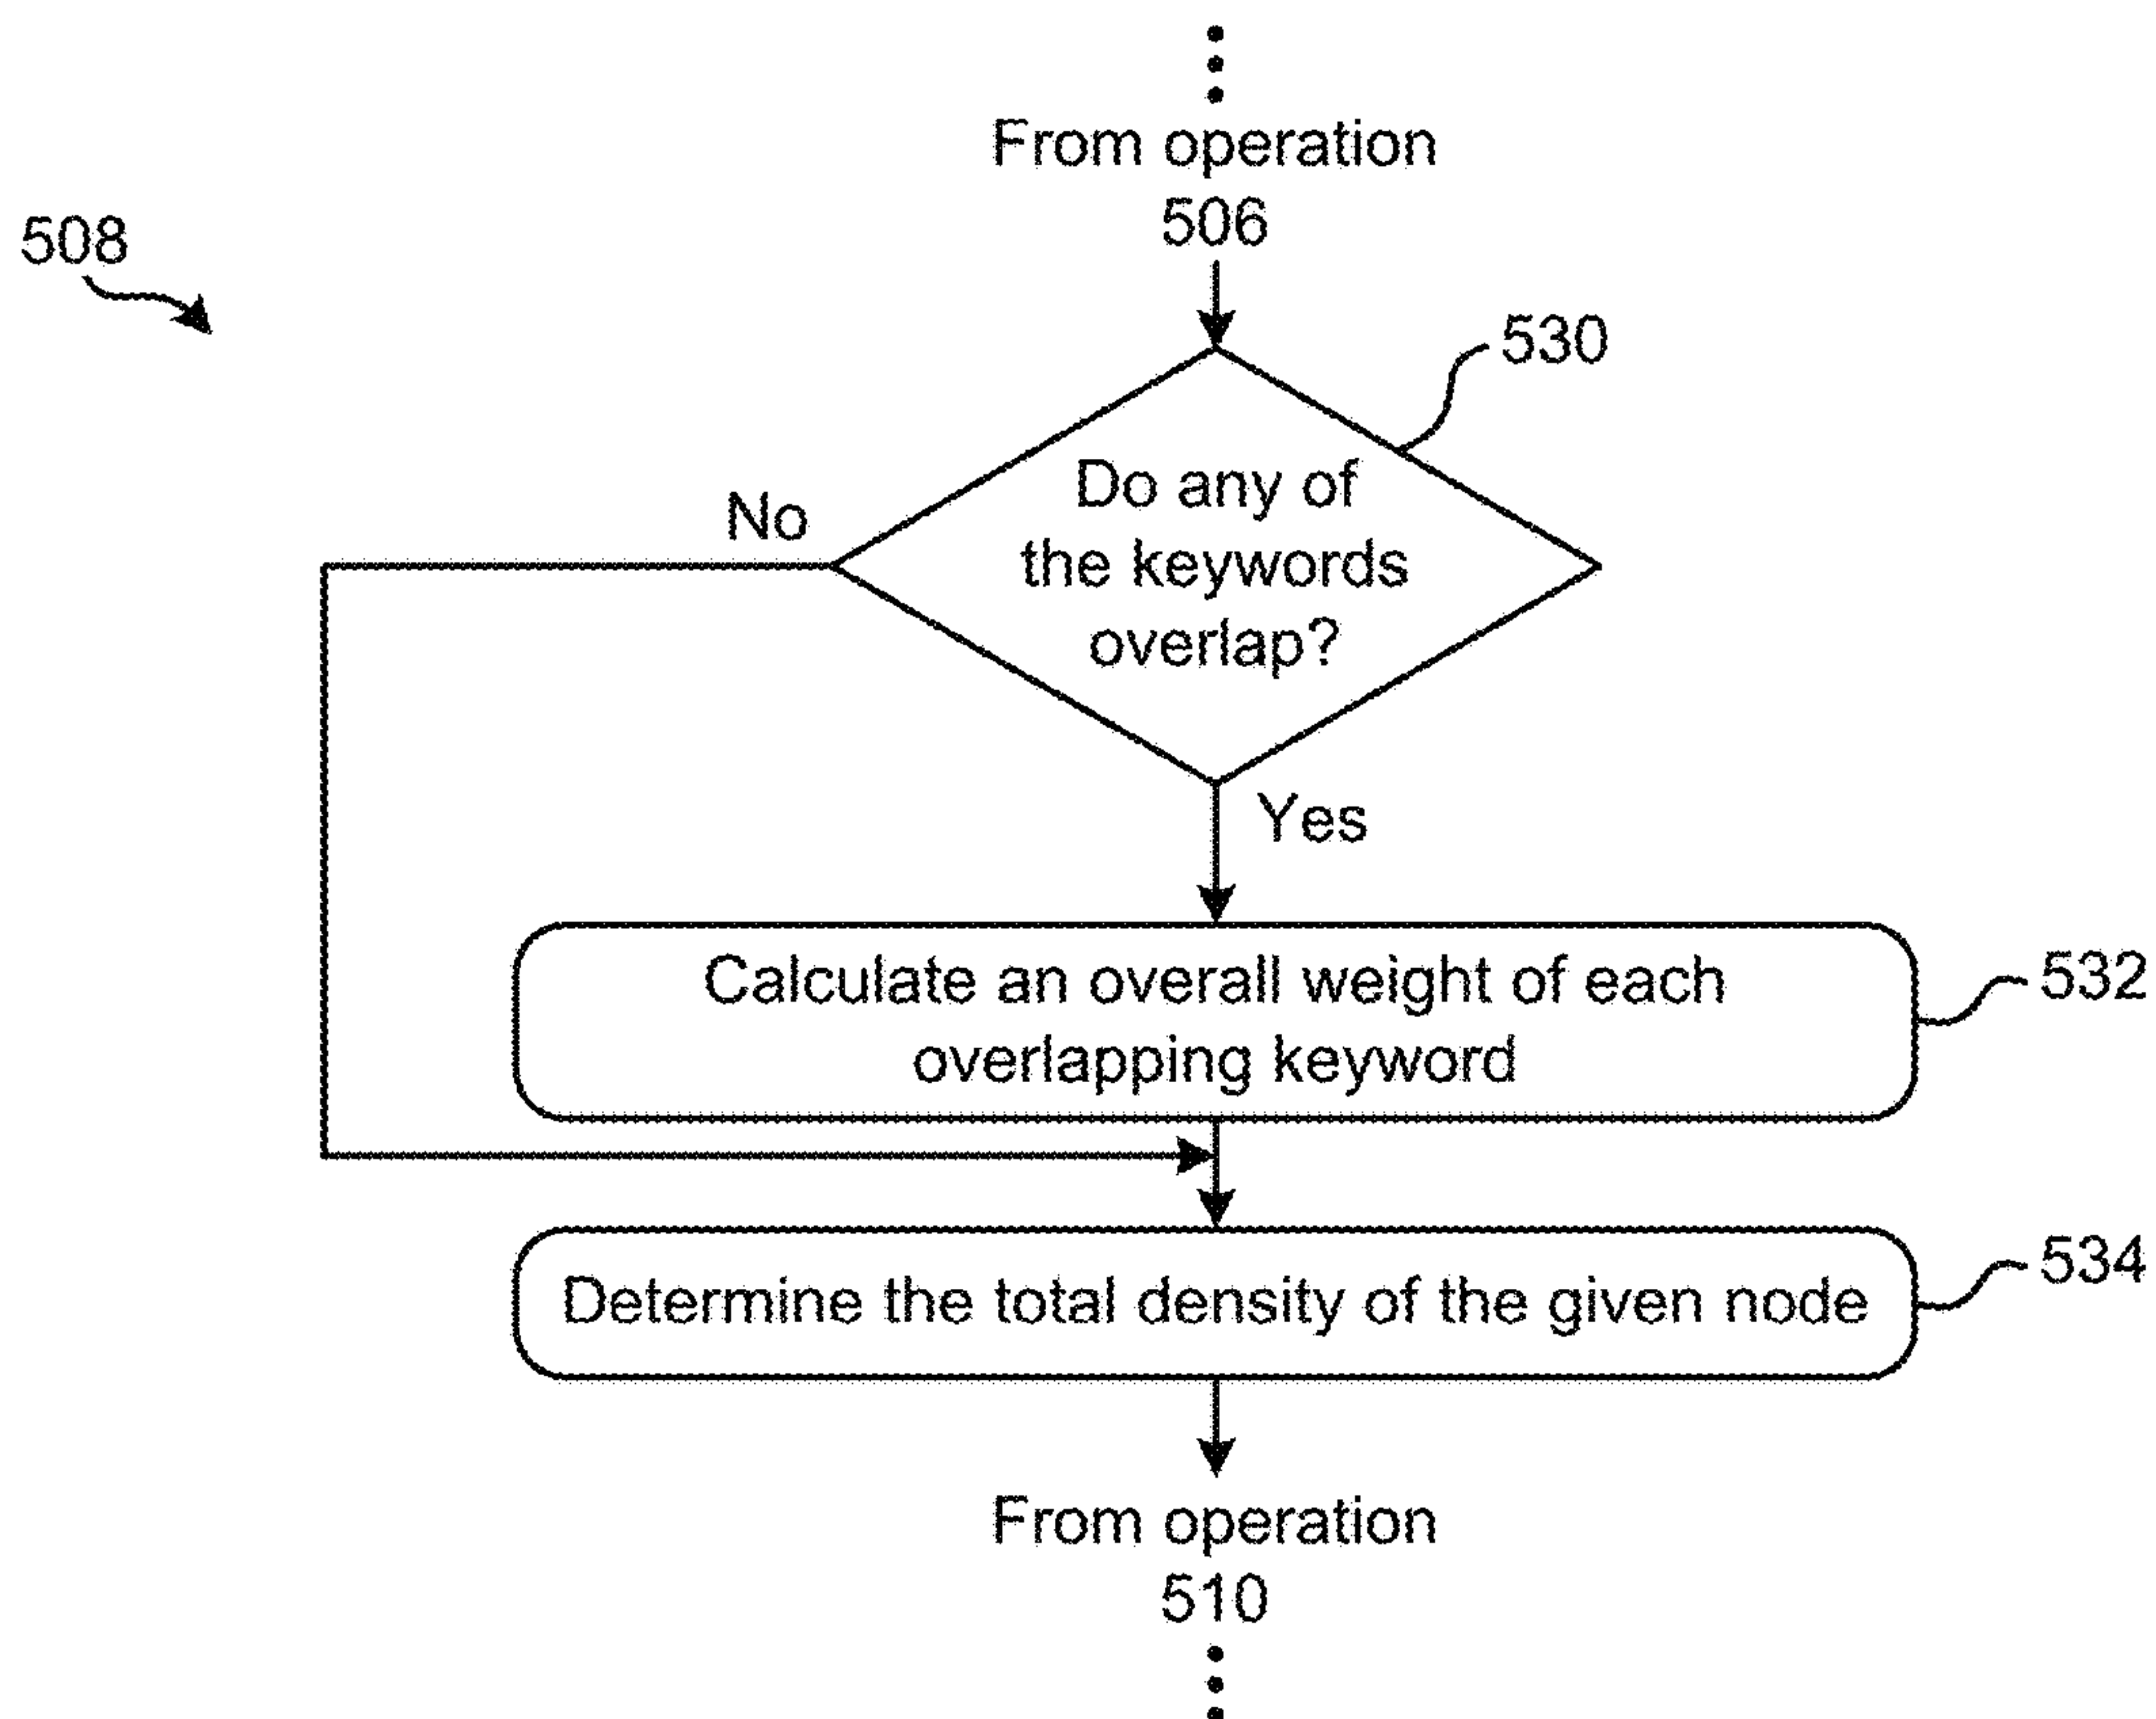 From operation
506
508
530
Do any of
the keywords
overlap?
No
Yes
Calculate an overall weight of each
overlapping keyword
532
Determine the total density of the given node
534
From operation
510